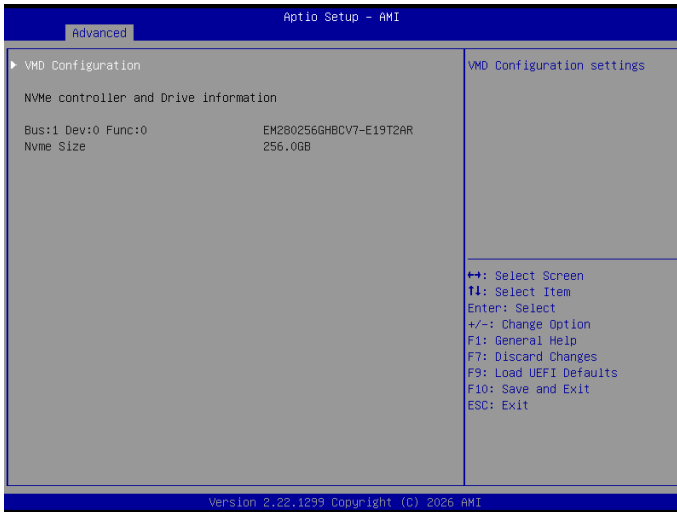 Aptio Setup - AMI
Advanced
VMD Configuration
NVMe controller and Drive information
Bus:1 Dev:0 Func:0 EM280256GHBCV7-E19T2AR
Nvme Size 256.0GB
VMD Configuration settings
↔: Select Screen
↑↓: Select Item
Enter: Select
+/-: Change Option
F1: General Help
F7: Discard Changes
F9: Load UEFI Defaults
F10: Save and Exit
ESC: Exit
Version 2.22.1299 Copyright (C) 2026 AMI